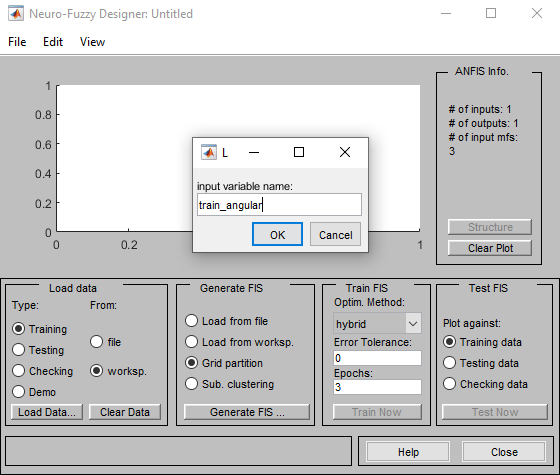 Neuro-Fuzzy Designer: Untitled
File Edit View
ANFIS Info.
# of inputs: 1
# of outputs: 1
# of input mfs:
3
Structure
Clear Plot
1
0.8
0.6
0.4
0.2
0
0 0.2 1
L
input variable name:
train_angular
OK Cancel
Load data
Type: From:
Training
Testing
Checking
Demo
file
worksp.
Load Data... Clear Data
Generate FIS
Load from file
Load from worksp.
Grid partition
Sub. clustering
Generate FIS ...
Train FIS
Optim. Method:
hybrid
Error Tolerance:
0
Epochs:
3
Train Now
Test FIS
Plot against:
Training data
Testing data
Checking data
Test Now
Help Close